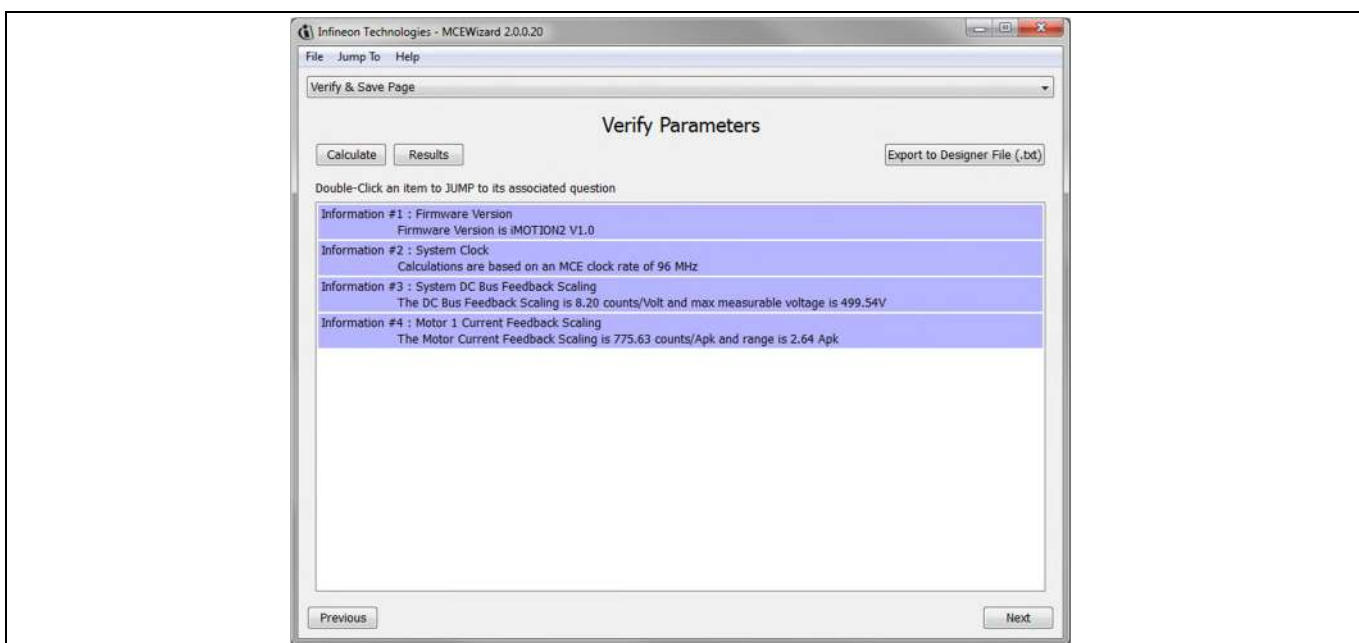 Infineon Technologies - MCEWizard 2.0.0.20
File Jump To Help
Verify & Save Page
Verify Parameters
Calculate Results Export to Designer File (.txt)
Double-Click an item to JUMP to its associated question
Information #1 : Firmware Version
Firmware Version is iMOTION2 V1.0
Information #2 : System Clock
Calculations are based on an MCE clock rate of 96 MHz
Information #3 : System DC Bus Feedback Scaling
The DC Bus Feedback Scaling is 8.20 counts/Volt and max measurable voltage is 499.54V
Information #4 : Motor 1 Current Feedback Scaling
The Motor Current Feedback Scaling is 775.63 counts/Apk and range is 2.64 Apk
Previous Next